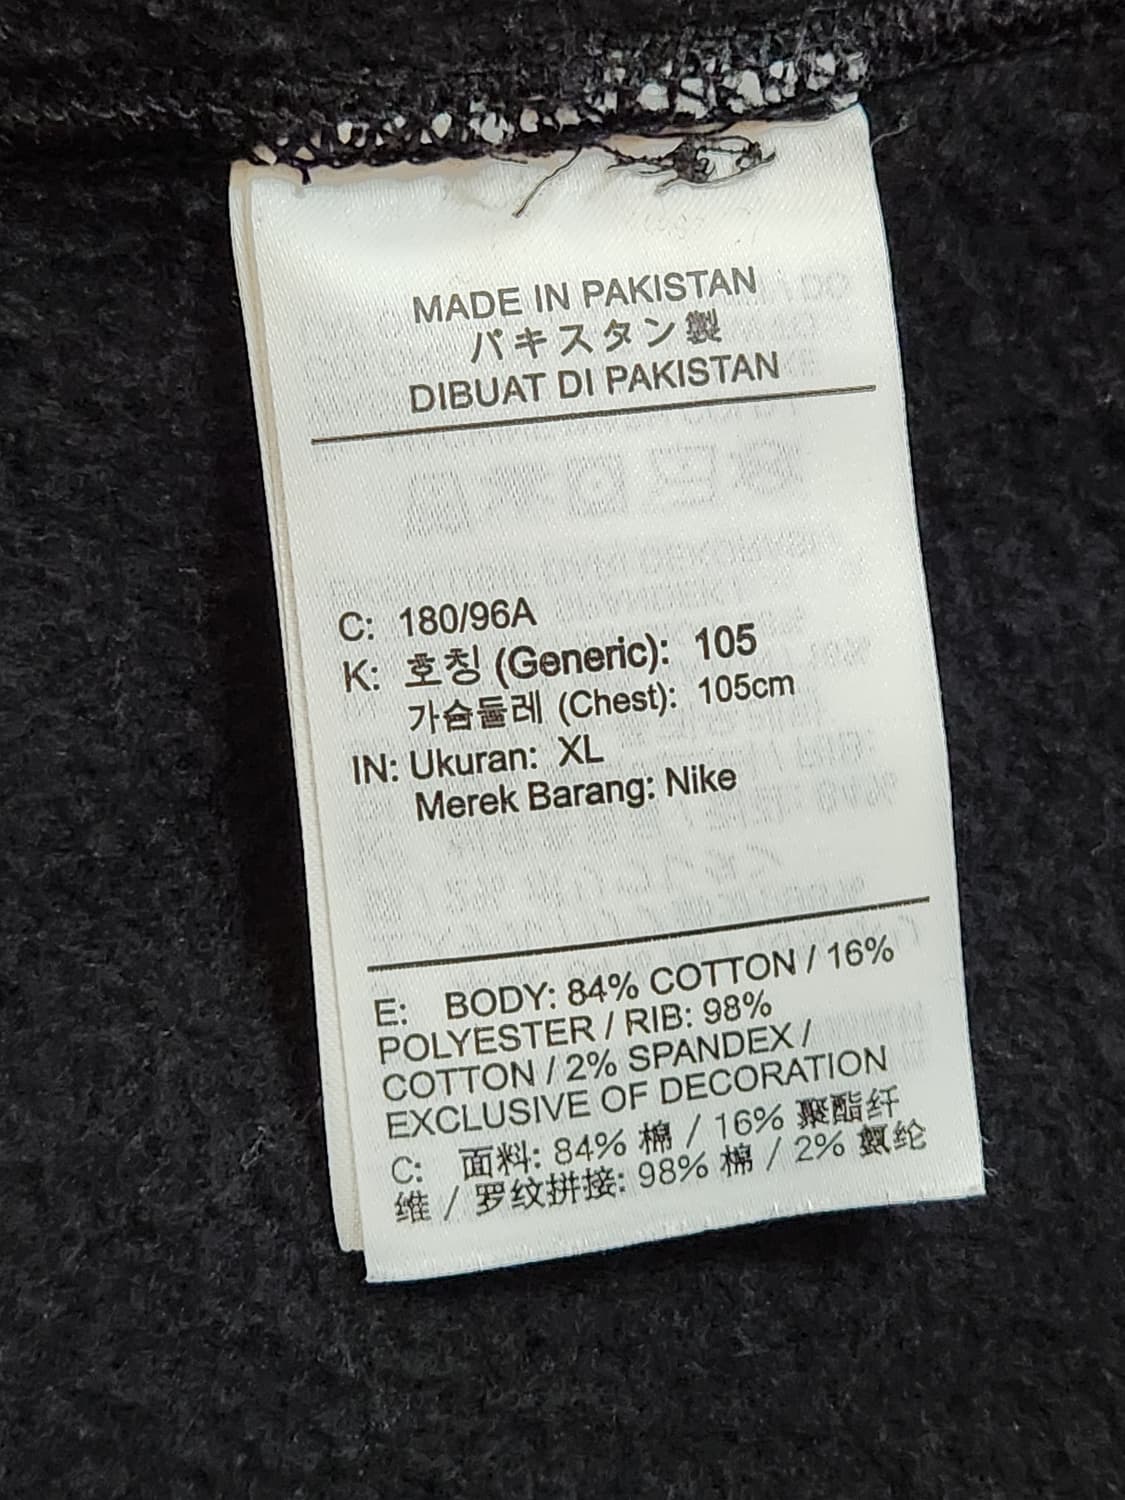 MADE IN PAKISTAN
パキスタン製
DIBUAT DI PAKISTAN
C: 180/96A
K: 호칭 (Generic): 105
가슴둘레 (Chest): 105cm
IN: Ukuran: XL
Merek Barang: Nike
E: BODY: 84% COTTON / 16%
POLYESTER / RIB: 98%
COTTON / 2% SPANDEX /
EXCLUSIVE OF DECORATION
C: 面料: 84% 棉 / 16% 聚酯纤
维 / 罗纹拼接: 98% 棉 / 2% 氨纶